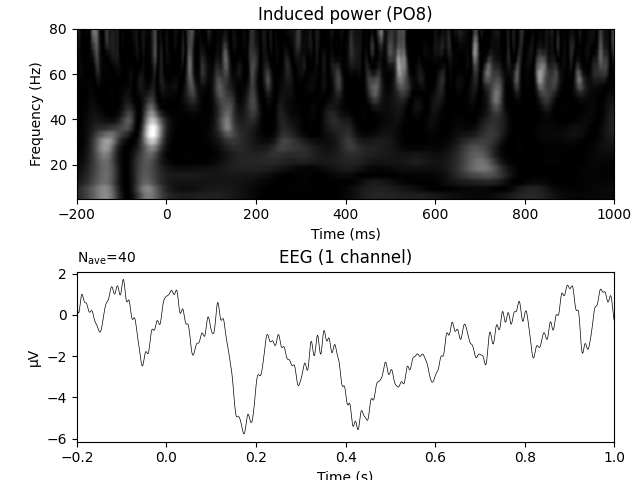 Induced power (PO8)
80
60
40
20
Frequency (Hz)
−200 0 200 400 600 800 1000
Time (ms)
Nave=40
EEG (1 channel)
2
0
−2
−4
−6
µV
−0.2 0.0 0.2 0.4 0.6 0.8 1.0
Time (s)